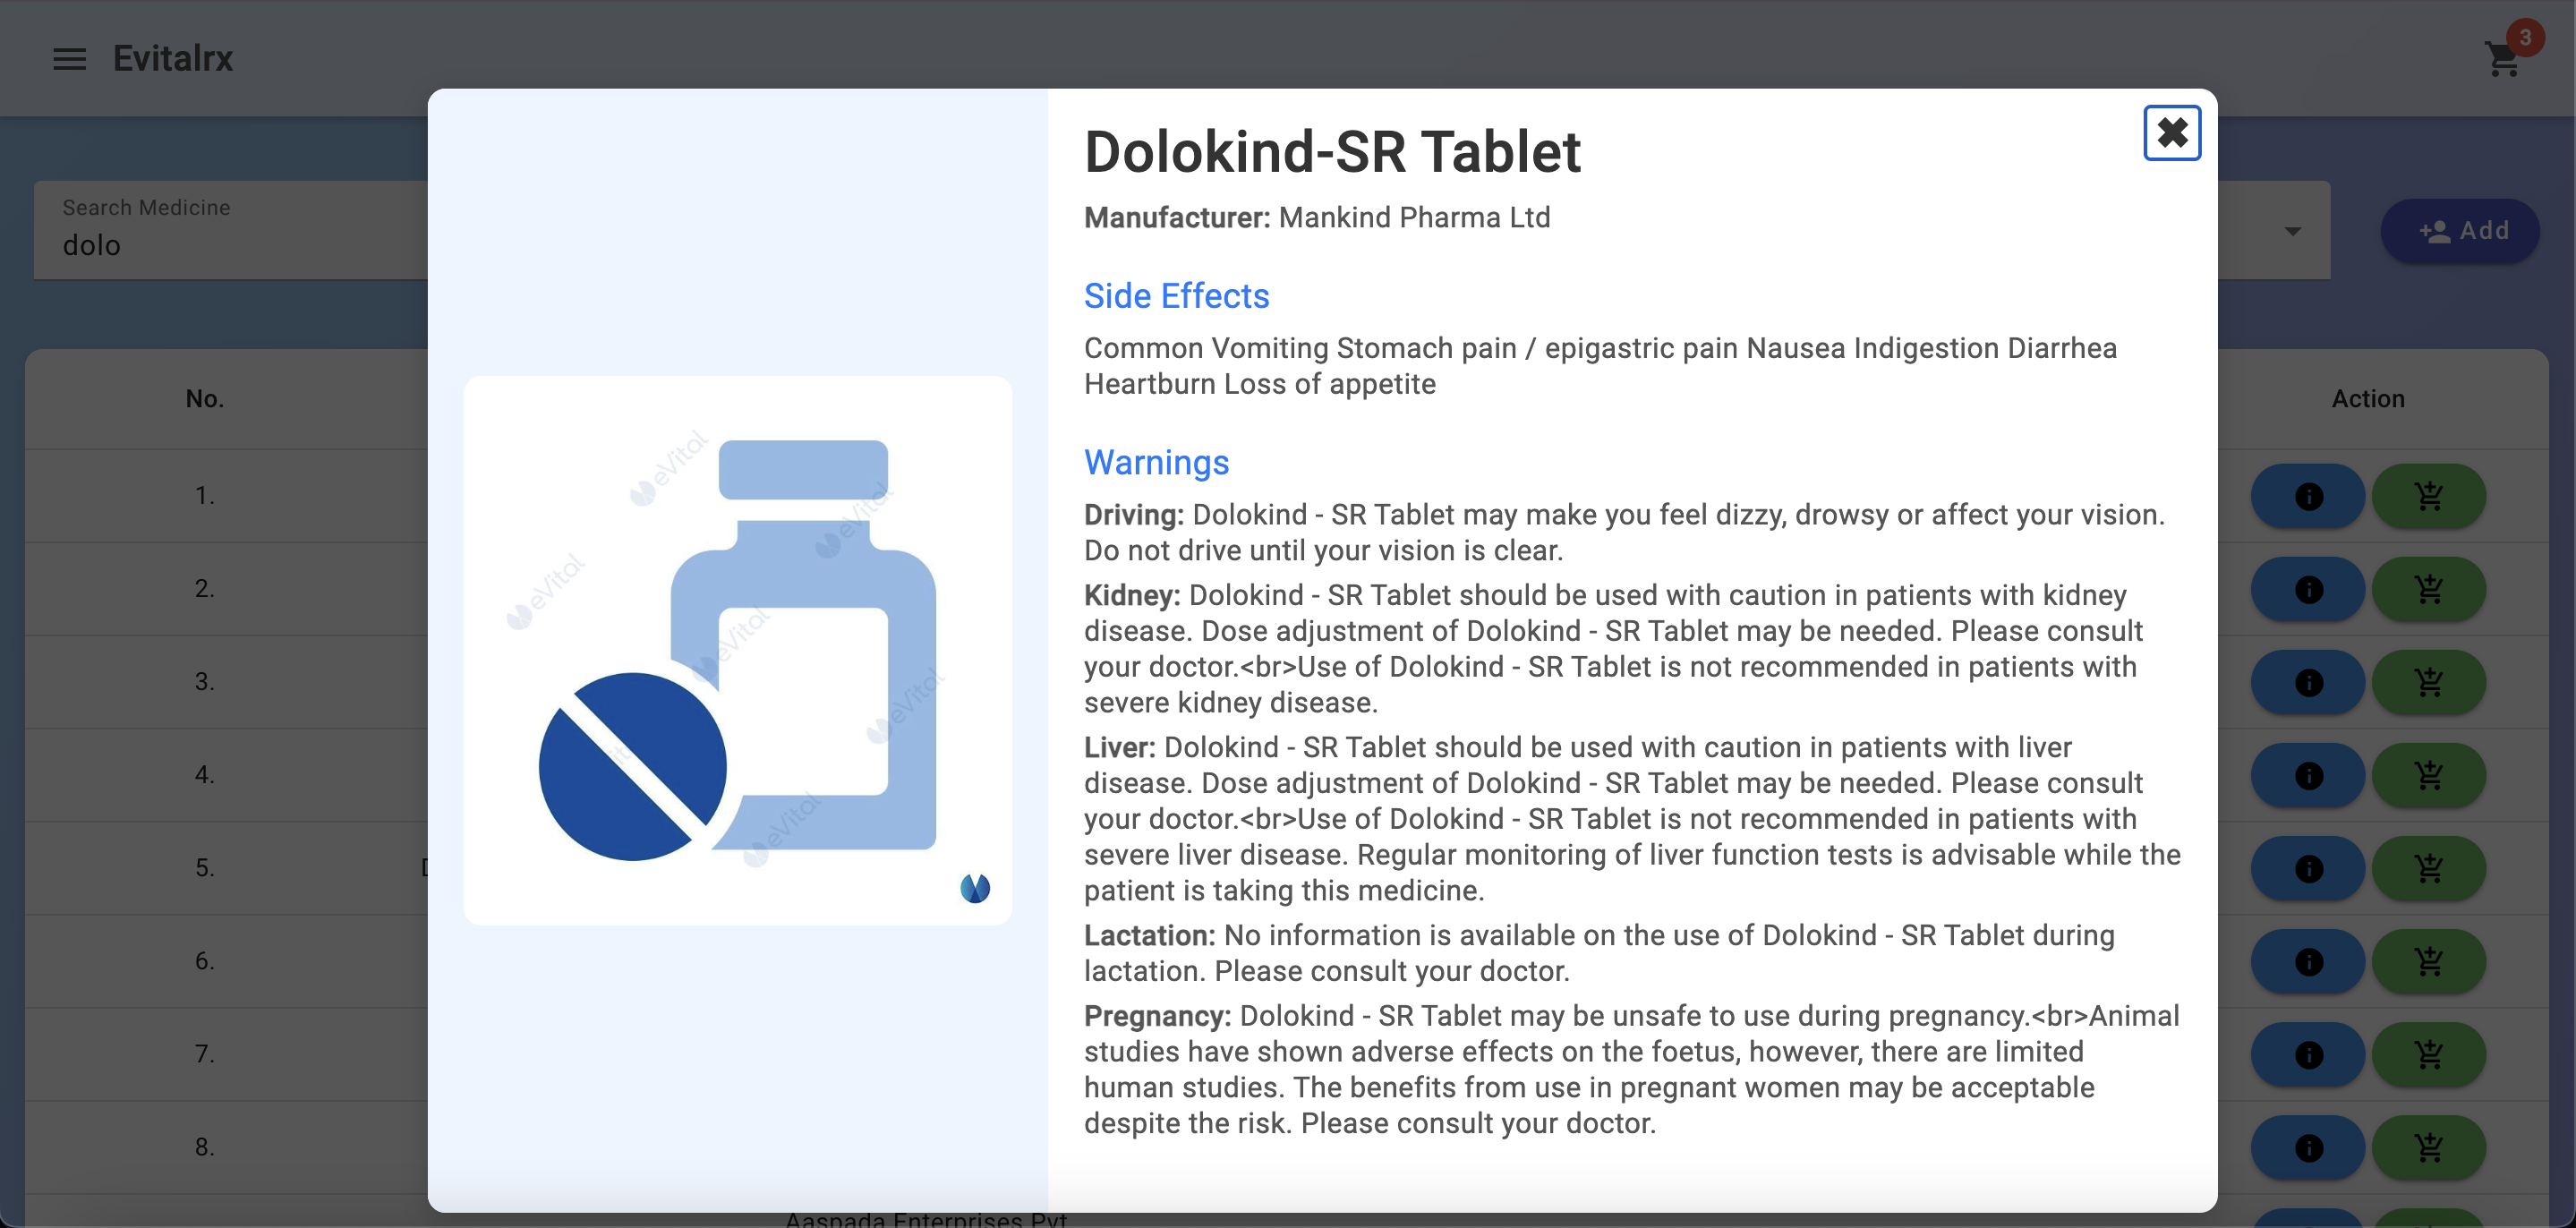 Evitalrx
3
Search Medicine
dolo
Add
No.
Action
1.
2.
3.
4.
5.
6.
7.
8.
Aaspada Enterprises Pvt
Dolokind-SR Tablet
Manufacturer: Mankind Pharma Ltd
Side Effects
Common Vomiting Stomach pain / epigastric pain Nausea Indigestion Diarrhea
Heartburn Loss of appetite
Warnings
Driving: Dolokind - SR Tablet may make you feel dizzy, drowsy or affect your vision.
Do not drive until your vision is clear.
Kidney: Dolokind - SR Tablet should be used with caution in patients with kidney
disease. Dose adjustment of Dolokind - SR Tablet may be needed. Please consult
your doctor.<br>Use of Dolokind - SR Tablet is not recommended in patients with
severe kidney disease.
Liver: Dolokind - SR Tablet should be used with caution in patients with liver
disease. Dose adjustment of Dolokind - SR Tablet may be needed. Please consult
your doctor.<br>Use of Dolokind - SR Tablet is not recommended in patients with
severe liver disease. Regular monitoring of liver function tests is advisable while the
patient is taking this medicine.
Lactation: No information is available on the use of Dolokind - SR Tablet during
lactation. Please consult your doctor.
Pregnancy: Dolokind - SR Tablet may be unsafe to use during pregnancy.<br>Animal
studies have shown adverse effects on the foetus, however, there are limited
human studies. The benefits from use in pregnant women may be acceptable
despite the risk. Please consult your doctor.
eVital
eVital
eVital
eVital
eVital
eVital